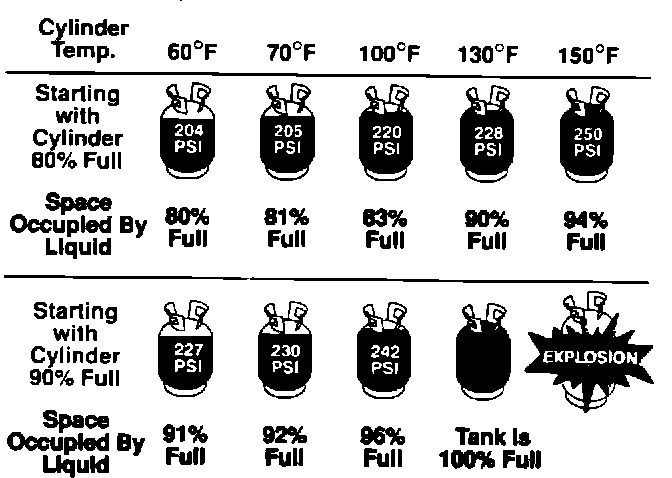 Cylinder
Temp. 60°F 70°F 100°F 130°F 150°F
Starting
with
Cylinder
80% Full
204
PSI
205
PSI
220
PSI
228
PSI
250
PSI
Space
Occupied By
Liquid
80%
Full
81%
Full
83%
Full
90%
Full
94%
Full
Starting
with
Cylinder
90% Full
227
PSI
230
PSI
242
PSI
EXPLOSION
Space
Occupied By
Liquid
91%
Full
92%
Full
96%
Full
Tank is
100% Full